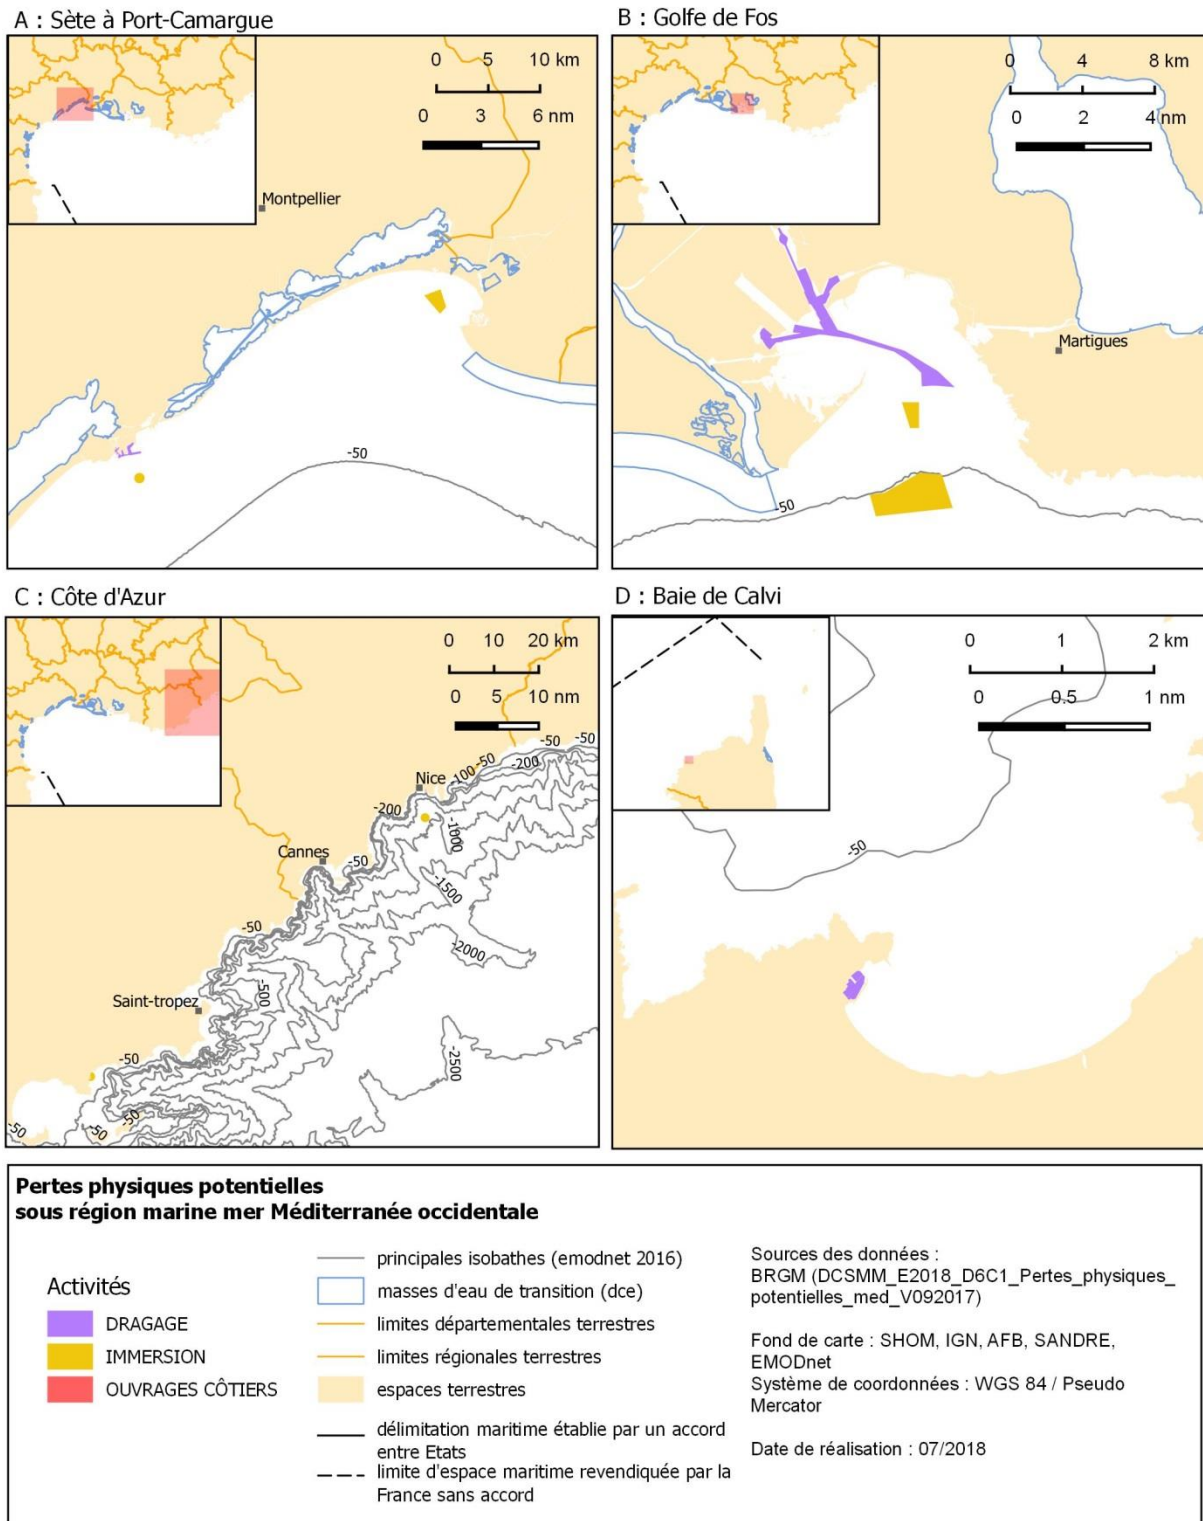 A : Sète à Port-Camargue
0 5 10 km
0 3 6 nm
Montpellier
-50
B : Golfe de Fos
0 4 8 km
0 2 4 nm
Martigues
-50
C : Côte d'Azur
0 10 20 km
0 5 10 nm
-50
-50
-50
-200
-100
Nice
-200
-1000
Cannes
-50
-1500
-50
-2000
-500
Saint-tropez
-50
-2500
-50
-50
-50
D : Baie de Calvi
0 1 2 km
0 0.5 1 nm
-50
Pertes physiques potentielles
sous région marine mer Méditerranée occidentale
Activités
DRAGAGE
IMMERSION
OUVRAGES CÔTIERS
principales isobathes (emodnet 2016)
masses d'eau de transition (dce)
limites départementales terrestres
limites régionales terrestres
espaces terrestres
délimitation maritime établie par un accord
entre Etats
limite d'espace maritime revendiquée par la
France sans accord
Sources des données :
BRGM (DCSMM_E2018_D6C1_Pertes_physiques_
potentielles_med_V092017)
Fond de carte : SHOM, IGN, AFB, SANDRE,
EMODnet
Système de coordonnées : WGS 84 / Pseudo
Mercator
Date de réalisation : 07/2018